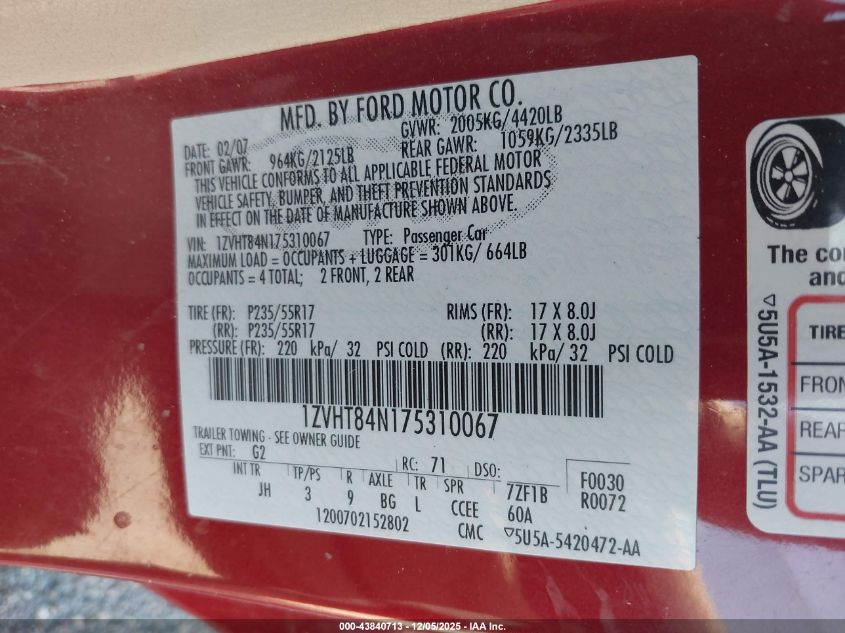 MFD. BY FORD MOTOR CO.
DATE: 02/07 GVWR: 2005KG/4420LB
FRONT GAWR: 964KG/2125LB REAR GAWR: 1059KG/2335LB
THIS VEHICLE CONFORMS TO ALL APPLICABLE FEDERAL MOTOR
VEHICLE SAFETY, BUMPER, AND THEFT PREVENTION STANDARDS
IN EFFECT ON THE DATE OF MANUFACTURE SHOWN ABOVE.
VIN: 1ZVHT84N175310067 TYPE: Passenger Car
MAXIMUM LOAD = OCCUPANTS + LUGGAGE = 301KG/ 664LB
OCCUPANTS = 4 TOTAL; 2 FRONT, 2 REAR
TIRE (FR): P235/55R17 RIMS (FR): 17 X 8.0J
(RR): P235/55R17 (RR): 17 X 8.0J
PRESSURE (FR): 220 kPa/ 32 PSI COLD (RR): 220 kPa/ 32 PSI COLD
1ZVHT84N175310067
TRAILER TOWING - SEE OWNER GUIDE
EXT PNT: G2 RC: 71 DSO: F0030
R0072
INT TR TP/PS R AXLE TR SPR 7ZF1B
JH 3 9 BG L CCEE 60A
1200702152802 CMC ▽5U5A-5420472-AA
The co
and
▽5U5A-1532-AA (TLU)
TIRE
FRON
REAR
SPAR
000-43840713 - 12/05/2025 - IAA Inc.